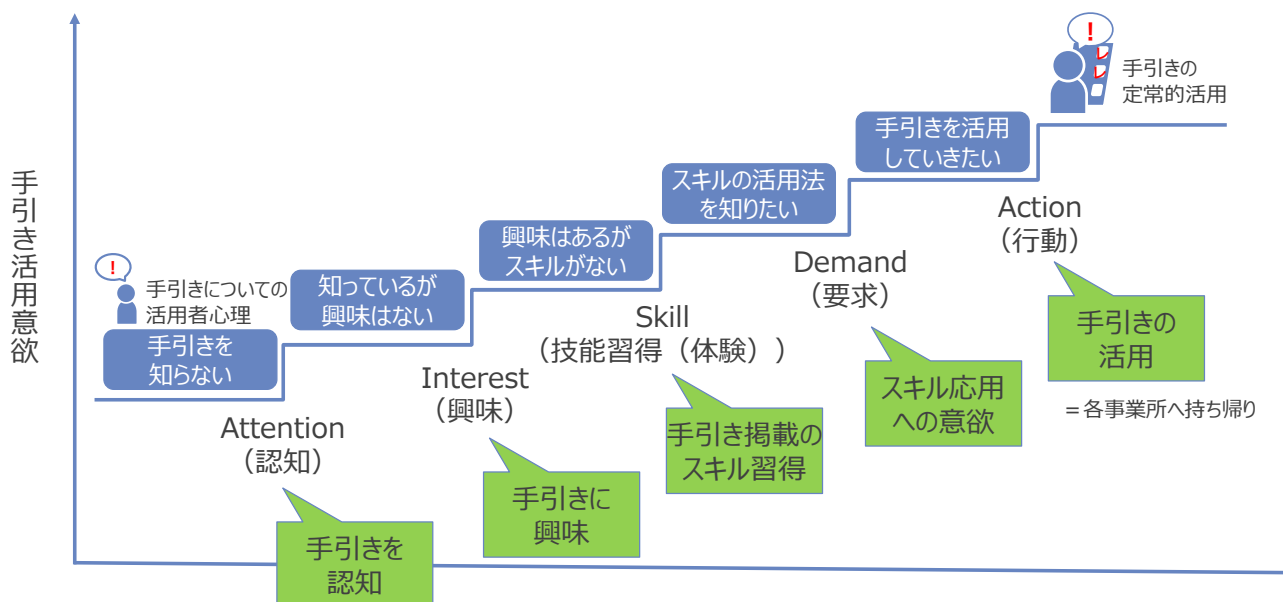 手引き活用意欲
!
手引きについての
活用者心理
手引きを
知らない
知っているが
興味はない
興味はあるが
スキルがない
スキルの活用法
を知りたい
手引きを活用
していきたい
!
レ
レ
手引きの
定常的活用
Attention
（認知）
手引きを
認知
Interest
（興味）
手引きに
興味
Skill
（技能習得（体験））
手引き掲載の
スキル習得
Demand
（要求）
スキル応用
への意欲
Action
（行動）
手引きの
活用
＝各事業所へ持ち帰り